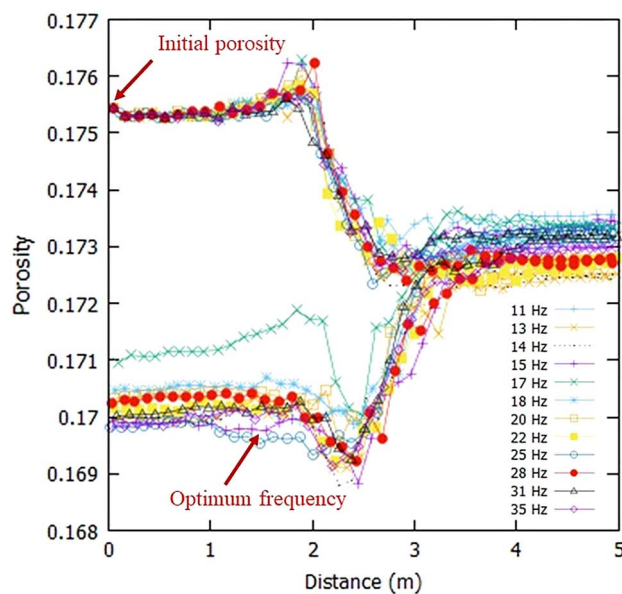 0.177
0.176
0.175
0.174
0.173
0.172
0.171
0.17
0.169
0.168
Porosity
Initial porosity
Optimum frequency
11 Hz
13 Hz
14 Hz
15 Hz
17 Hz
18 Hz
20 Hz
22 Hz
25 Hz
28 Hz
31 Hz
35 Hz
0 1 2 3 4 5
Distance (m)